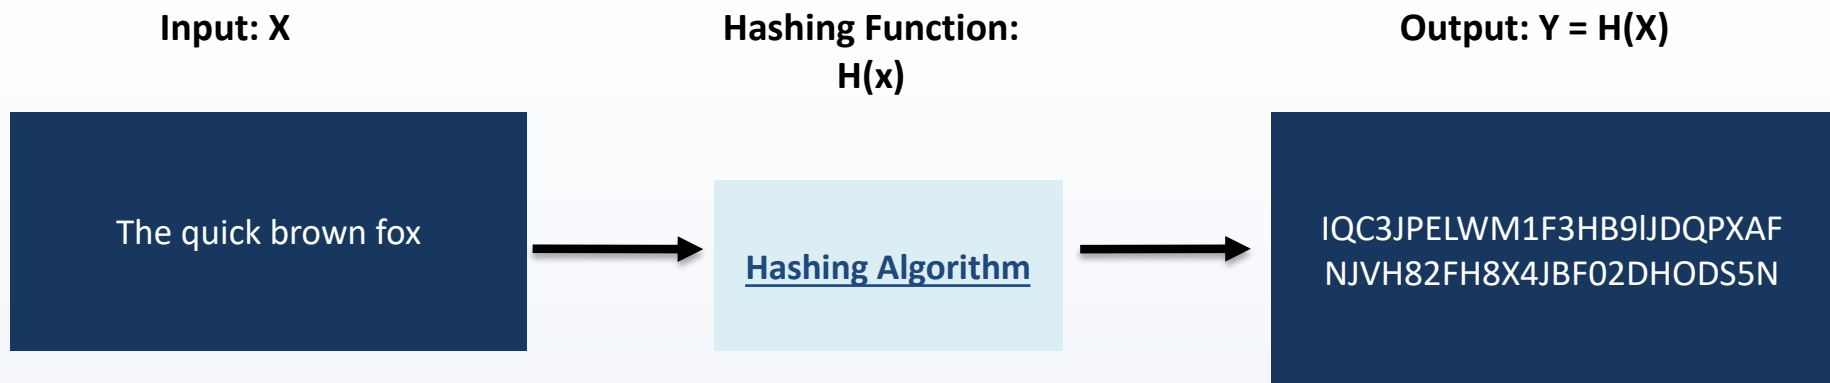 Input: X
Hashing Function:
H(x)
Output: Y = H(X)
The quick brown fox
Hashing Algorithm
IQC3JPELWM1F3HB9lJDQPXAF
NJVH82FH8X4JBF02DHODS5N